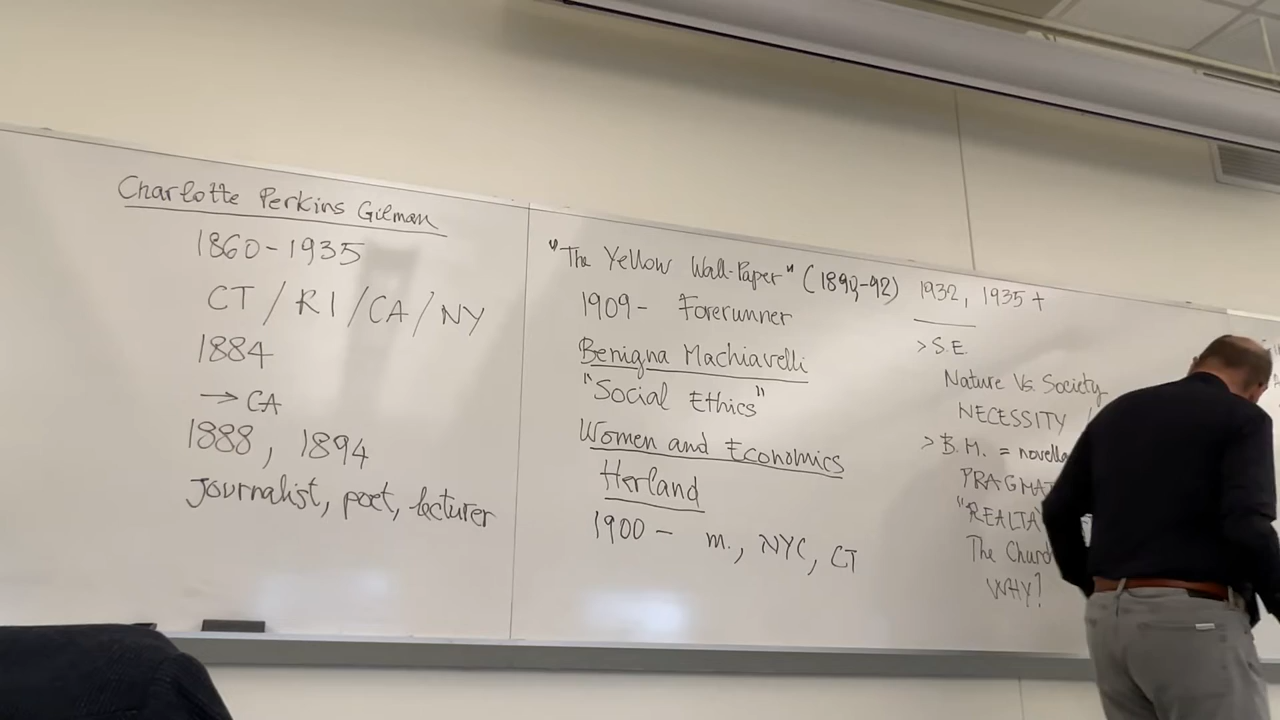 Charlotte Perkins Gilman
1860-1935
CT / RI / CA / NY
1884
→ CA
1888, 1894
Journalist, poet, lecturer
"The Yellow Wall-Paper" (1890-92)
1909- Forerunner
Benigna Machiavelli
"Social Ethics"
Women and Economics
Herland
1900 - m., NYC, CT
1932, 1935 +
> S.E.
Nature Vs. Society
NECESSITY /
> B.M. = novella
The
WHY?